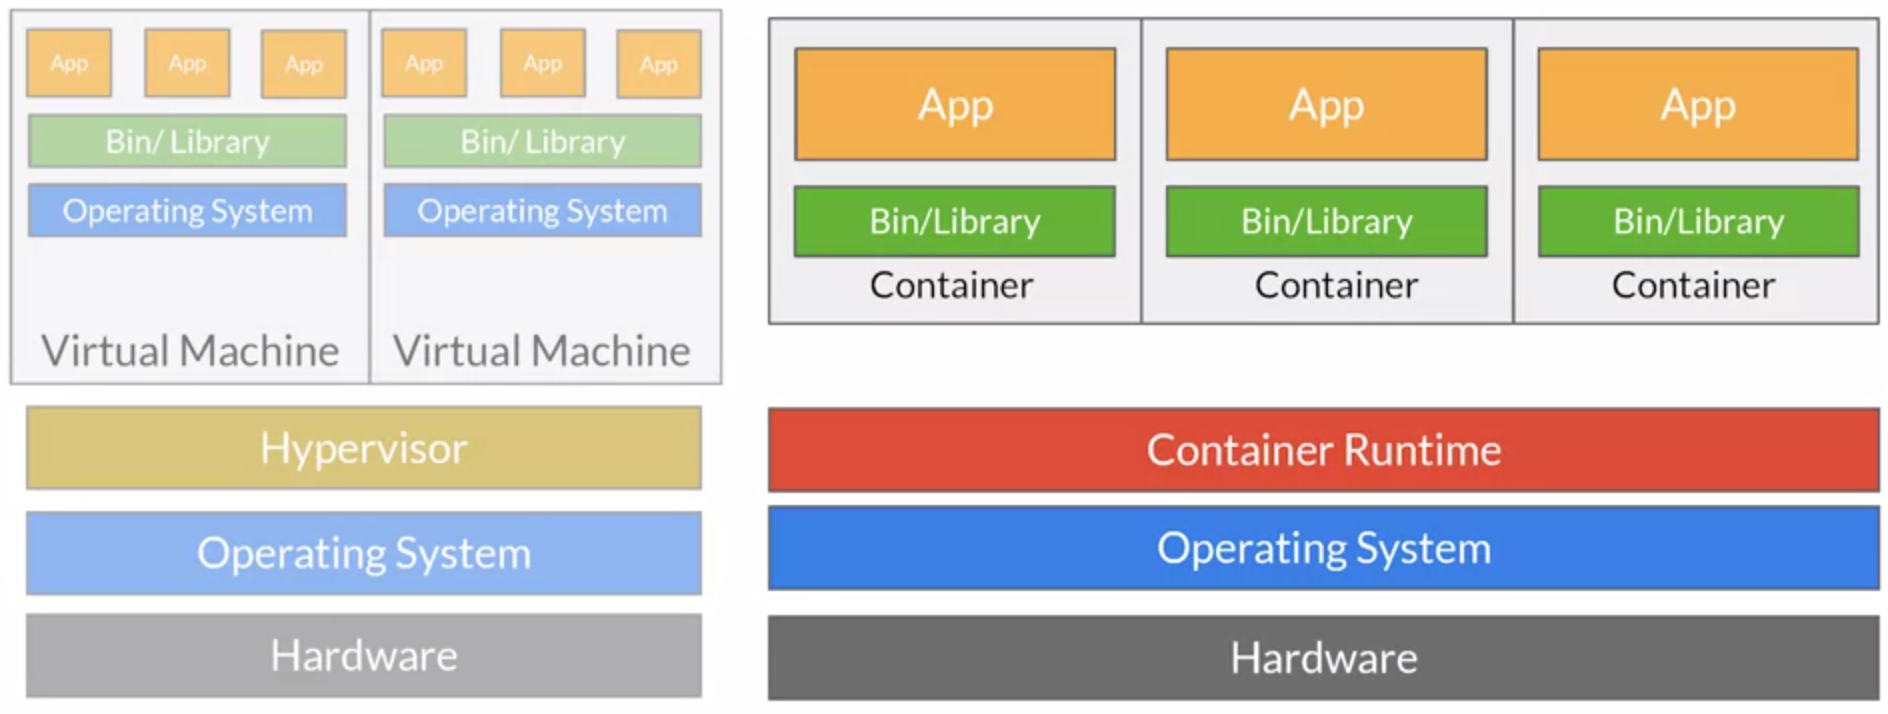 App App App
Bin/ Library
Operating System
Virtual Machine
App App App
Bin/ Library
Operating System
Virtual Machine
Hypervisor
Operating System
Hardware
App
Bin/Library
Container
App
Bin/Library
Container
App
Bin/Library
Container
Container Runtime
Operating System
Hardware